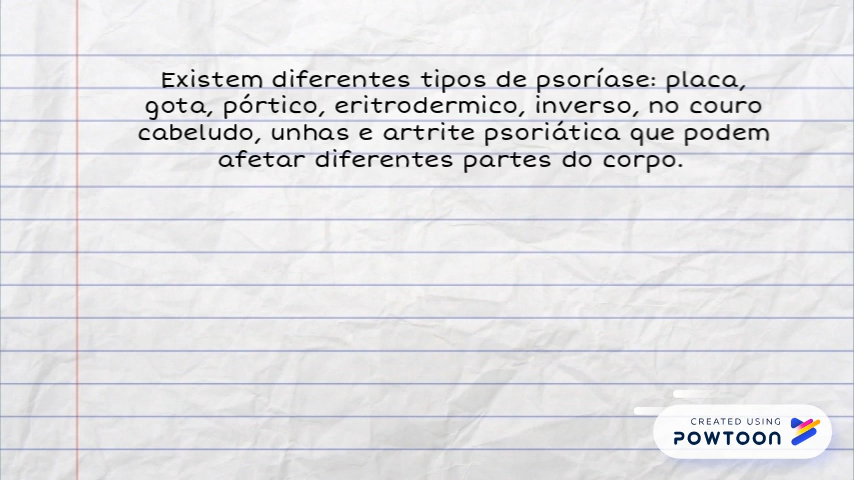 Existem diferentes tipos de psoríase: placa,
gota, pórtico, eritrodermico, inverso, no couro
cabeludo, unhas e artrite psoriática que podem
afetar diferentes partes do corpo.
CREATED USING
POWTOON